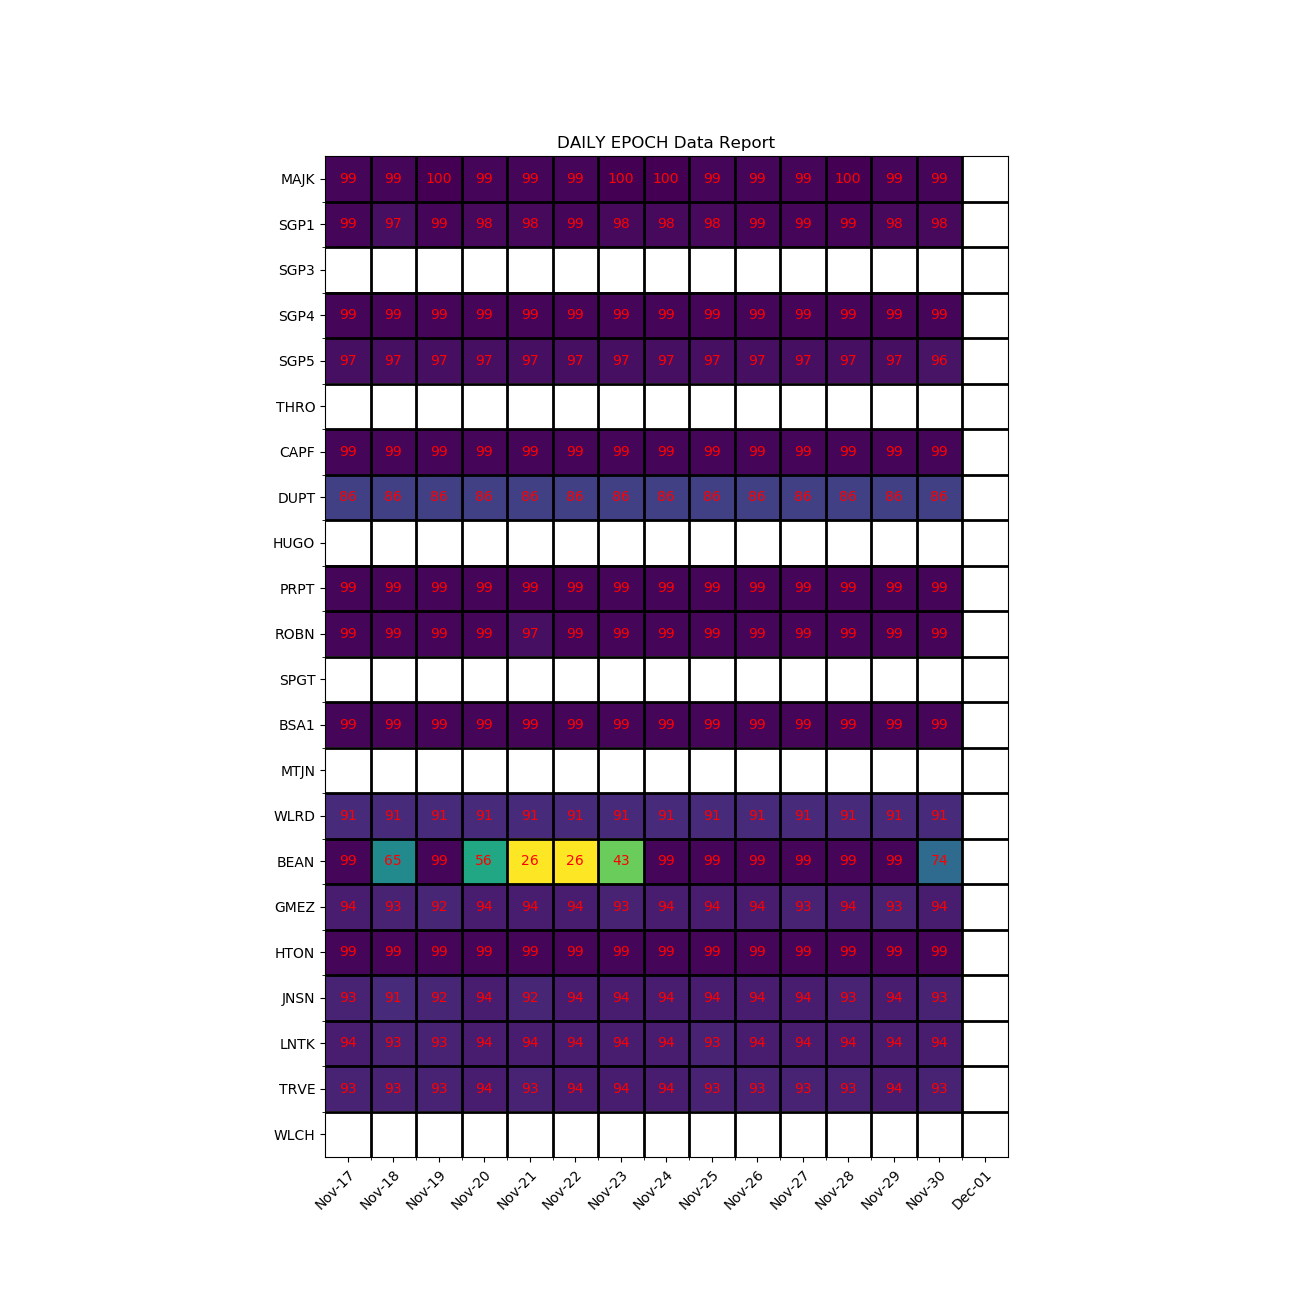 DAILY EPOCH Data Report
MAJK 99 99 100 99 99 99 100 100 99 99 99 100 99 99
SGP1 99 97 99 98 98 99 98 98 98 99 99 99 98 98
SGP3
SGP4 99 99 99 99 99 99 99 99 99 99 99 99 99 99
SGP5 97 97 97 97 97 97 97 97 97 97 97 97 97 96
THRO
CAPF 99 99 99 99 99 99 99 99 99 99 99 99 99 99
DUPT 86 86 86 86 86 86 86 86 86 86 86 86 86 86
HUGO
PRPT 99 99 99 99 99 99 99 99 99 99 99 99 99 99
ROBN 99 99 99 99 97 99 99 99 99 99 99 99 99 99
SPGT
BSA1 99 99 99 99 99 99 99 99 99 99 99 99 99 99
MTJN
WLRD 91 91 91 91 91 91 91 91 91 91 91 91 91 91
BEAN 99 65 99 56 26 26 43 99 99 99 99 99 99 74
GMEZ 94 93 92 94 94 94 93 94 94 94 93 94 93 94
HTON 99 99 99 99 99 99 99 99 99 99 99 99 99 99
JNSN 93 91 92 94 92 94 94 94 94 94 94 93 94 93
LNTK 94 93 93 94 94 94 94 94 93 94 94 94 94 94
TRVE 93 93 93 94 93 94 94 94 93 93 93 93 94 93
WLCH
Nov-17 Nov-18 Nov-19 Nov-20 Nov-21 Nov-22 Nov-23 Nov-24 Nov-25 Nov-26 Nov-27 Nov-28 Nov-29 Nov-30 Dec-01